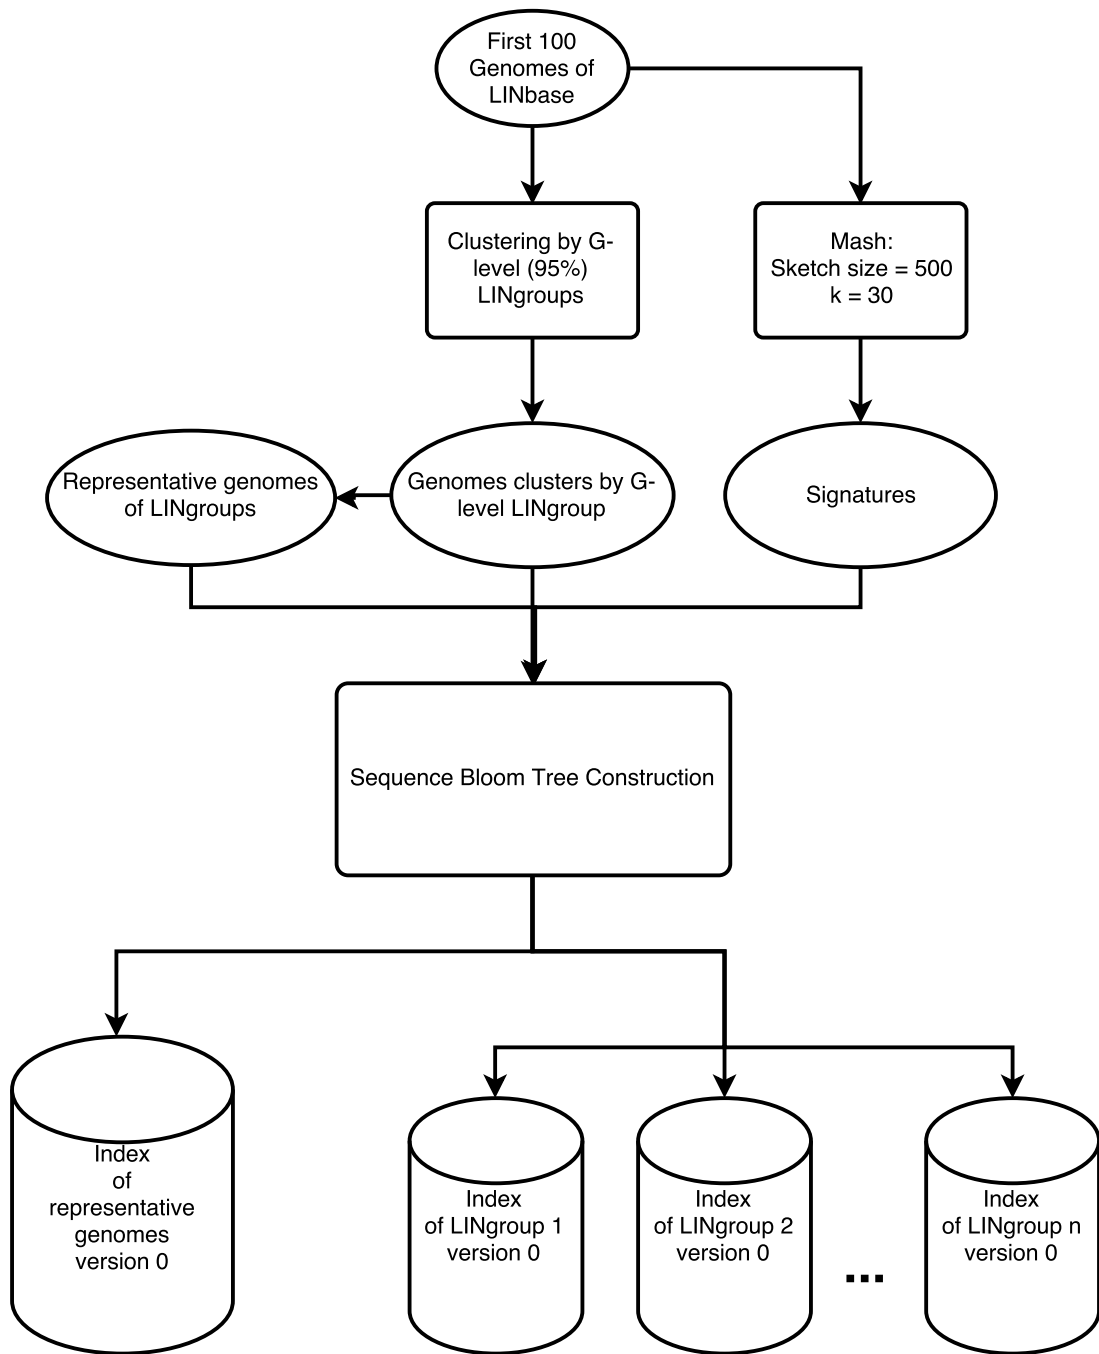 First 100
Genomes of
LINbase
Clustering by G-
level (95%)
LINgroups
Mash:
Sketch size = 500
k = 30
Representative genomes
of LINgroups
Genomes clusters by G-
level LINgroup
Signatures
Sequence Bloom Tree Construction
Index
of
representative
genomes
version 0
Index
of LINgroup 1
version 0
Index
of LINgroup 2
version 0
...
Index
of LINgroup n
version 0